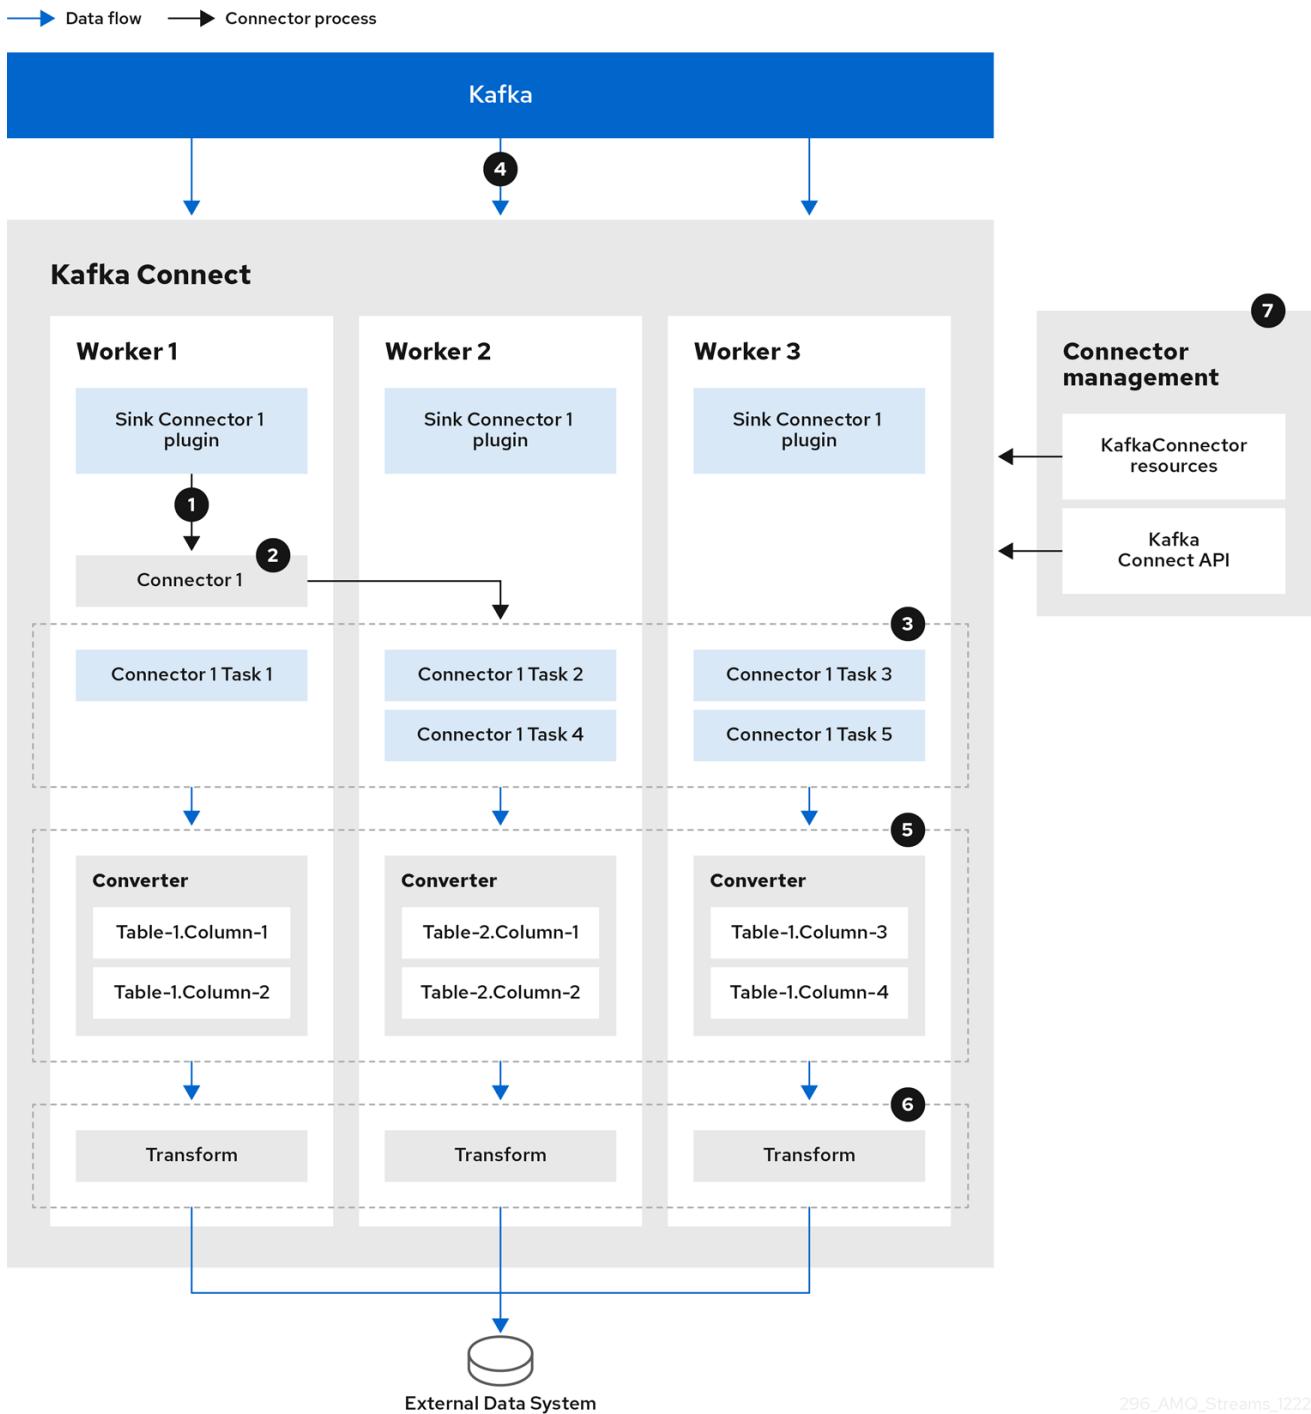 Data flow
Connector process
Kafka
4
Kafka Connect
7
Connector
management
Worker 1
Worker 2
Worker 3
Sink Connector 1
plugin
Sink Connector 1
plugin
Sink Connector 1
plugin
KafkaConnector
resources
1
Kafka
Connect API
2
Connector 1
3
Connector 1 Task 1
Connector 1 Task 2
Connector 1 Task 3
Connector 1 Task 4
Connector 1 Task 5
5
Converter
Converter
Converter
Table-1.Column-1
Table-2.Column-1
Table-1.Column-3
Table-1.Column-2
Table-2.Column-2
Table-1.Column-4
6
Transform
Transform
Transform
External Data System
296_AMQ_Streams_1222